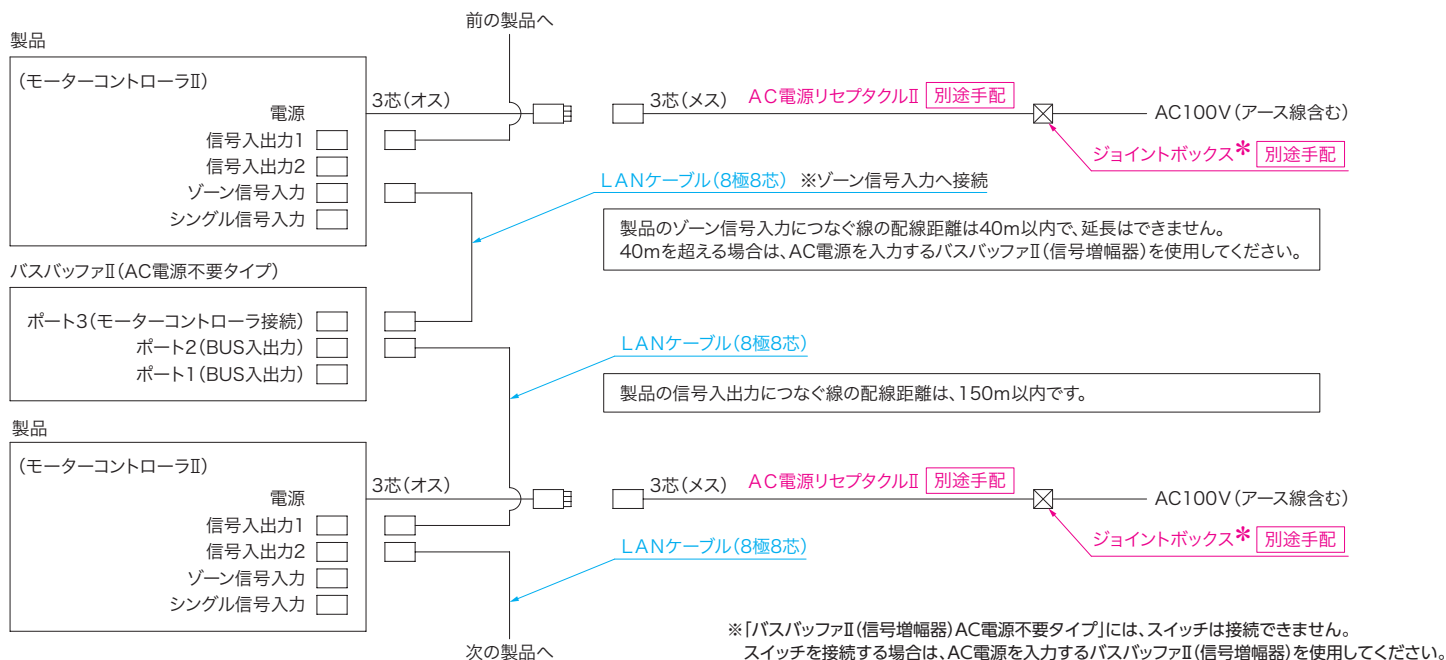 前の製品へ
製品
(モーターコントローラⅡ)
電源
信号入出力1
信号入出力2
ゾーン信号入力
シングル信号入力
3芯(オス)
3芯(メス)
AC電源リセプタクルⅡ 別途手配
AC100V(アース線含む)
ジョイントボックス* 別途手配
LANケーブル(8極8芯) ※ゾーン信号入力へ接続
製品のゾーン信号入力につなぐ線の配線距離は40m以内で、延長はできません。
40mを超える場合は、AC電源を入力するバスバッファⅡ(信号増幅器)を使用してください。
バスバッファⅡ(AC電源不要タイプ)
ポート3(モーターコントローラ接続)
ポート2(BUS入出力)
ポート1(BUS入出力)
LANケーブル(8極8芯)
製品の信号入出力につなぐ線の配線距離は、150m以内です。
製品
(モーターコントローラⅡ)
電源
信号入出力1
信号入出力2
ゾーン信号入力
シングル信号入力
3芯(オス)
3芯(メス)
AC電源リセプタクルⅡ 別途手配
AC100V(アース線含む)
ジョイントボックス* 別途手配
LANケーブル(8極8芯)
次の製品へ
※「バスバッファⅡ(信号増幅器)AC電源不要タイプ」には、スイッチは接続できません。
スイッチを接続する場合は、AC電源を入力するバスバッファⅡ(信号増幅器)を使用してください。